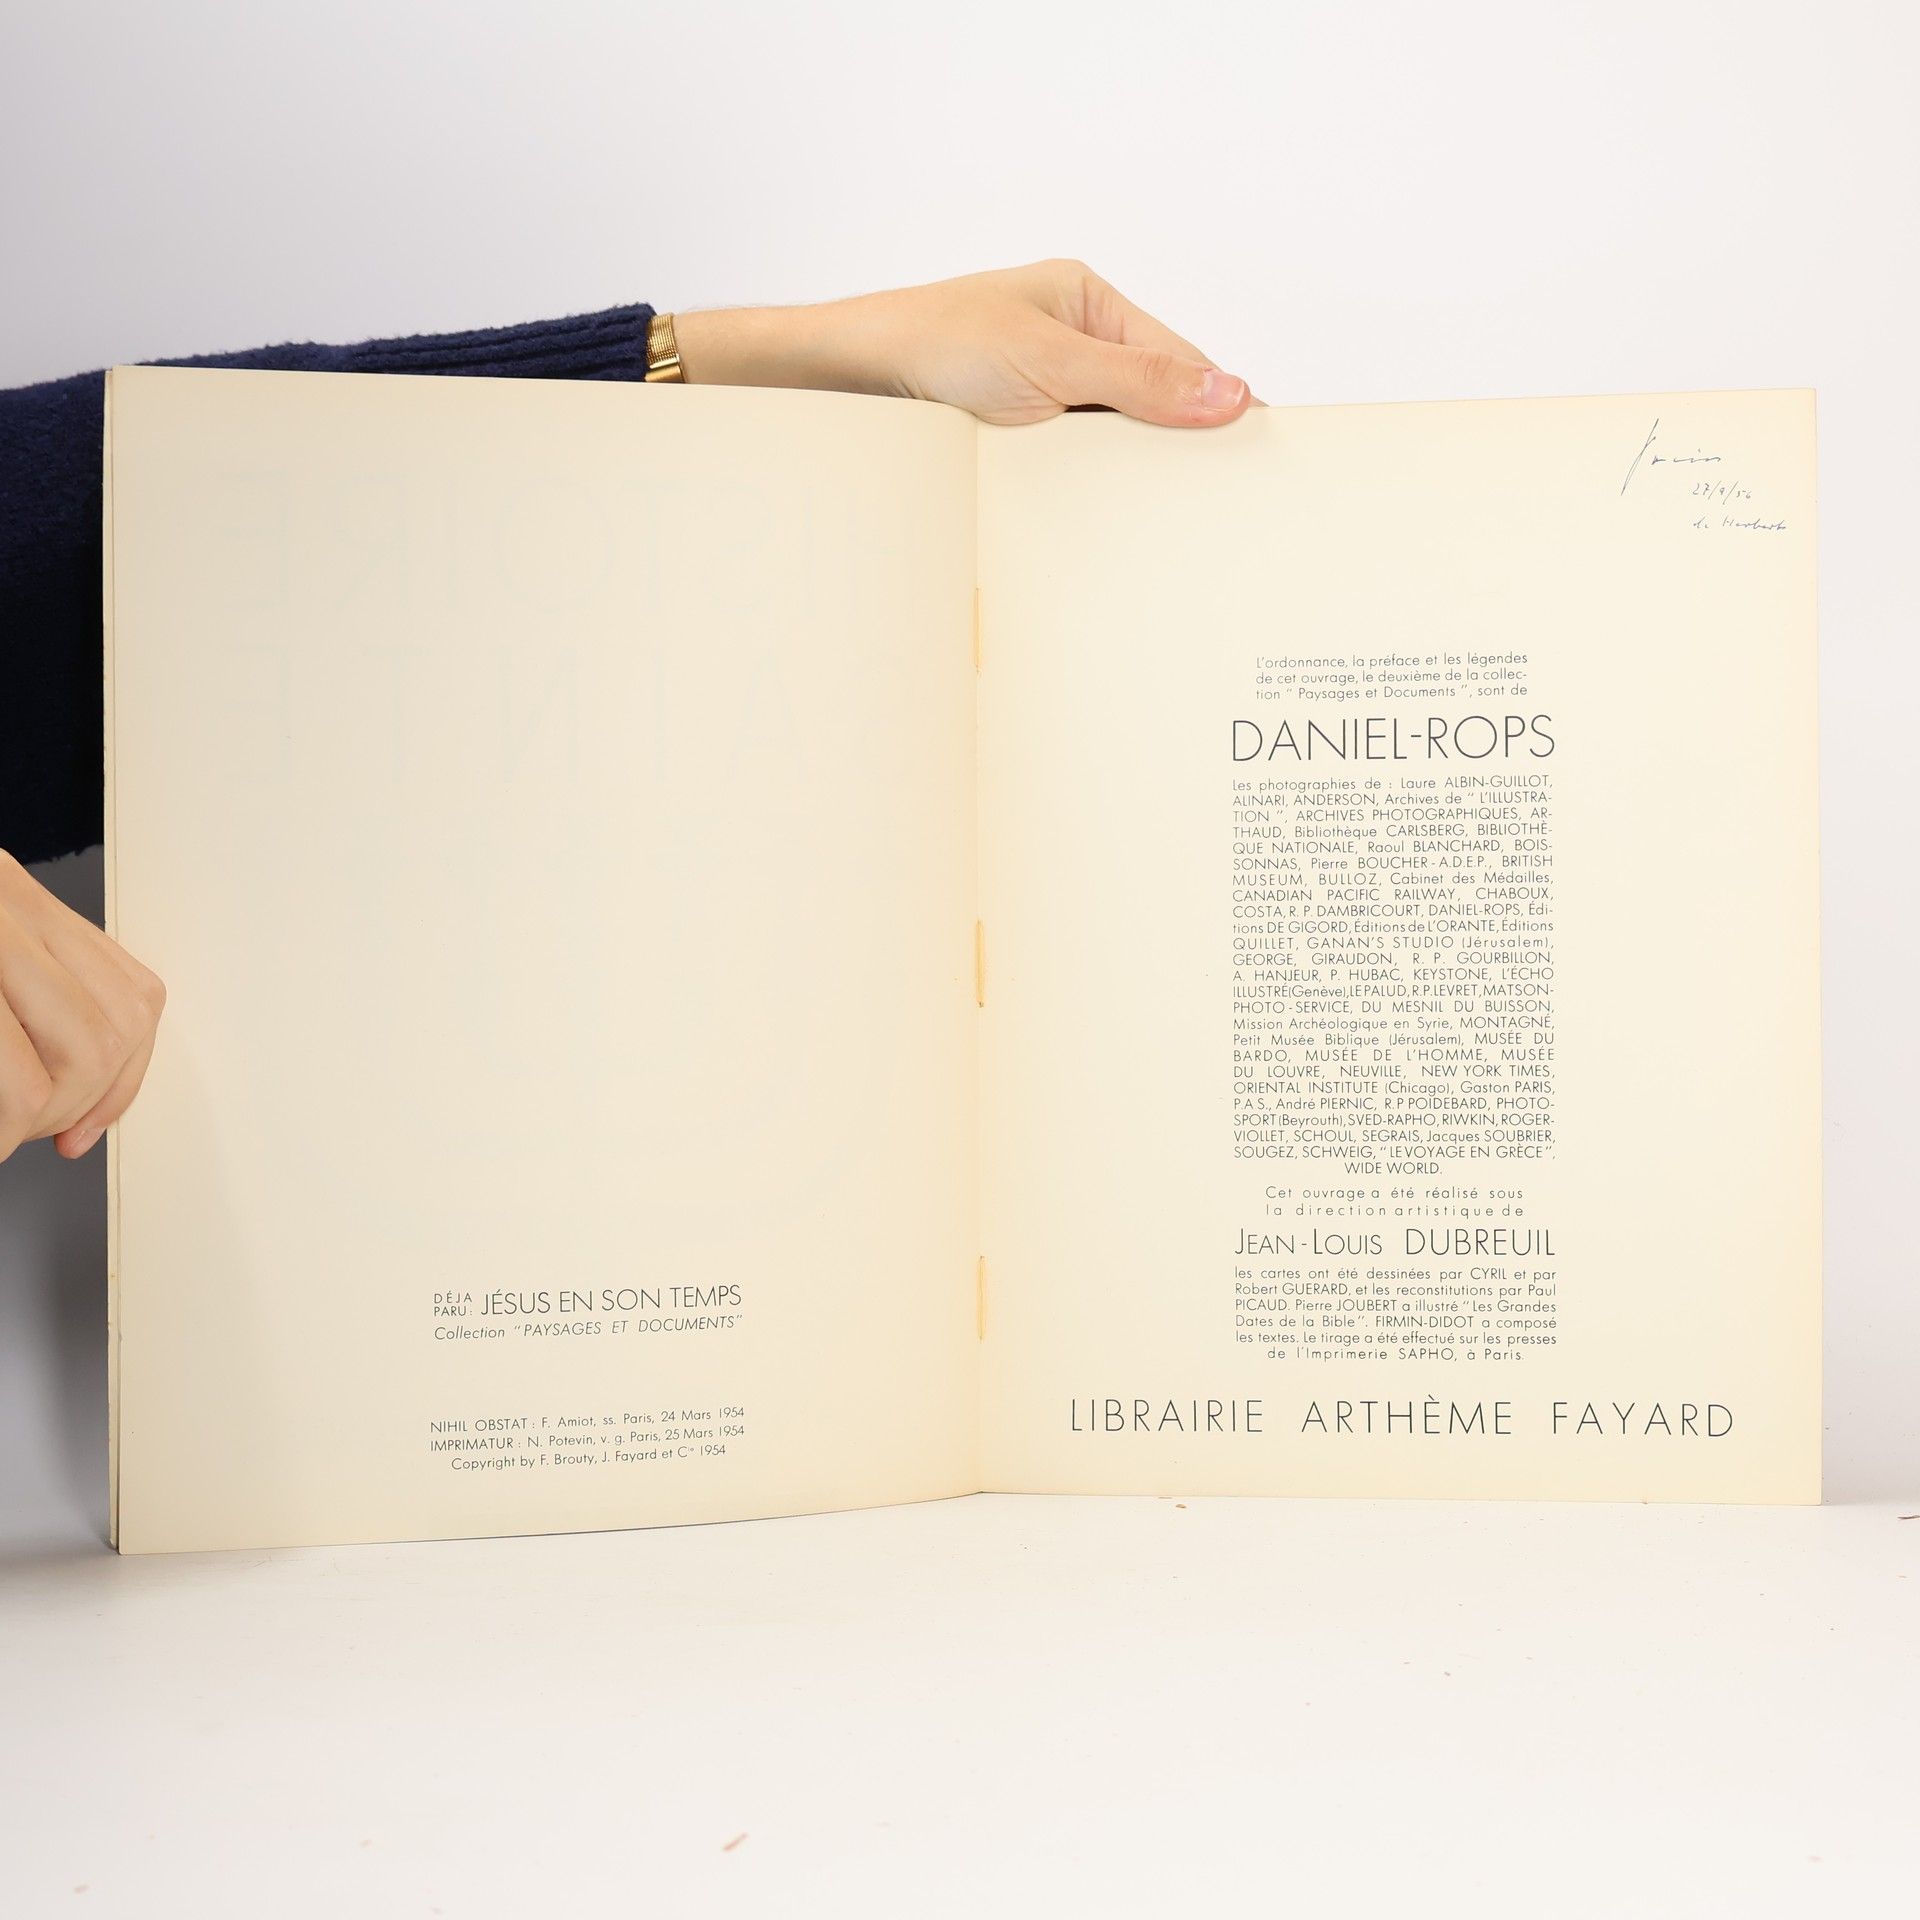 DÉJA
PARU : JÉSUS EN SON TEMPS
Collection "PAYSAGES ET DOCUMENTS"
NIHIL OBSTAT : F. Amiot, ss. Paris, 24 Mars 1954
IMPRIMATUR : N. Potevin, v. g. Paris, 25 Mars 1954
Copyright by F. Brouty, J. Fayard et Cie 1954
27/9/56
de Herbert
L'ordonnance, la préface et les légendes
de cet ouvrage, le deuxième de la collec-
tion " Paysages et Documents ", sont de
DANIEL-ROPS
Les photographies de : Laure ALBIN-GUILLOT,
ALINARI, ANDERSON, Archives de " L'ILLUSTRA-
TION ", ARCHIVES PHOTOGRAPHIQUES, AR-
THAUD, Bibliothèque CARLSBERG, BIBLIOTHÈ-
QUE NATIONALE, Raoul BLANCHARD, BOIS-
SONNAS, Pierre BOUCHER - A.D.E.P., BRITISH
MUSEUM, BULLOZ, Cabinet des Médailles,
CANADIAN PACIFIC RAILWAY, CHABOUX,
COSTA, R. P. DAMBRICOURT, DANIEL-ROPS, Édi-
tions DE GIGORD, Éditions de L'ORANTE, Éditions
QUILLET, GANAN'S STUDIO (Jérusalem),
GEORGE, GIRAUDON, R. P. GOURBILLON,
A. HANJEUR, P. HUBAC, KEYSTONE, L'ÉCHO
ILLUSTRÉ (Genève), LE PALUD, R.P. LEVRET, MATSON-
PHOTO - SERVICE, DU MESNIL DU BUISSON,
Mission Archéologique en Syrie, MONTAGNÉ,
Petit Musée Biblique (Jérusalem), MUSÉE DU
BARDO, MUSÉE DE L'HOMME, MUSÉE
DU LOUVRE, NEUVILLE, NEW YORK TIMES,
ORIENTAL INSTITUTE (Chicago), Gaston PARIS,
P.A S., André PIERNIC, R.P POIDEBARD, PHOTO-
SPORT (Beyrouth), SVED-RAPHO, RIWKIN, ROGER-
VIOLLET, SCHOUL, SEGRAIS, Jacques SOUBRIER,
SOUGEZ, SCHWEIG, " LE VOYAGE EN GRÈCE ",
WIDE WORLD.
Cet ouvrage a été réalisé sous
la direction artistique de
JEAN-LOUIS DUBREUIL
les cartes ont été dessinées par CYRIL et par
Robert GUERARD, et les reconstitutions par Paul
PICAUD. Pierre JOUBERT a illustré " Les Grandes
Dates de la Bible ". FIRMIN-DIDOT a composé
les textes. Le tirage a été effectué sur les presses
de l'Imprimerie SAPHO, à Paris.
LIBRAIRIE ARTHÈME FAYARD